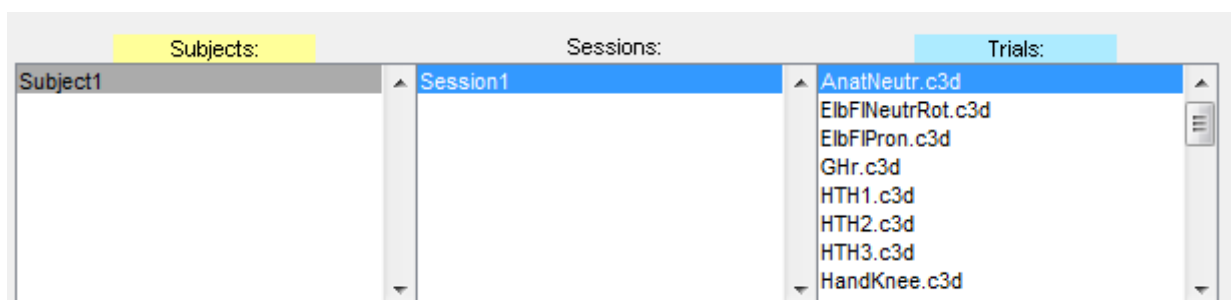 Subjects:
Sessions:
Trials:
Subject1
Session1
AnatNeutr.c3d
ElbFlNeutrRot.c3d
ElbFlPron.c3d
GHr.c3d
HTH1.c3d
HTH2.c3d
HTH3.c3d
HandKnee.c3d